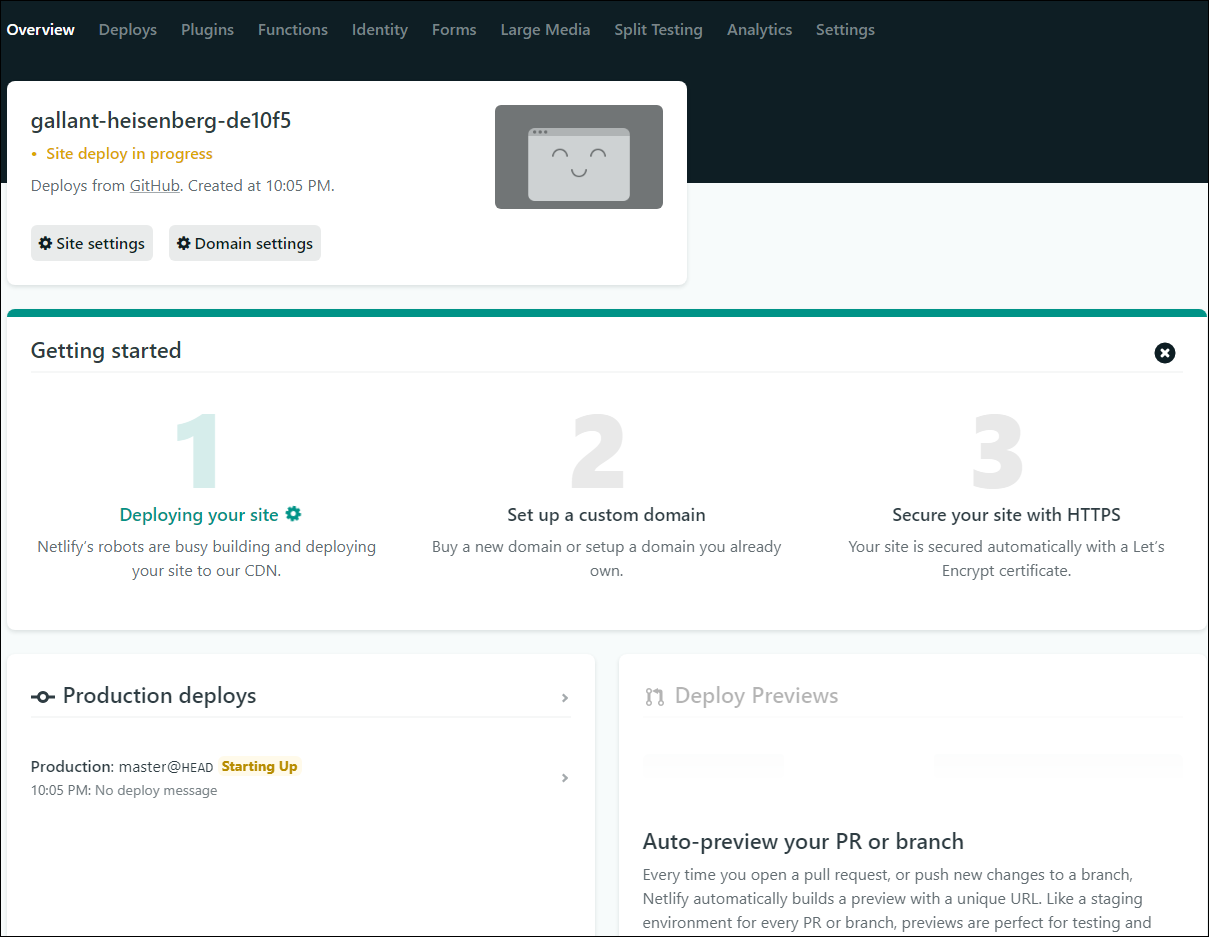 Overview Deploys Plugins Functions Identity Forms Large Media Split Testing Analytics Settings
gallant-heisenberg-de10f5
• Site deploy in progress
Deploys from GitHub. Created at 10:05 PM.
Site settings Domain settings
Getting started
1 2 3
Deploying your site Set up a custom domain Secure your site with HTTPS
Netlify’s robots are busy building and deploying Buy a new domain or setup a domain you already Your site is secured automatically with a Let’s
your site to our CDN. own. Encrypt certificate.
Production deploys
Production: master@HEAD Starting Up
10:05 PM: No deploy message
Deploy Previews
Auto-preview your PR or branch
Every time you open a pull request, or push new changes to a branch,
Netlify automatically builds a preview with a unique URL. Like a staging
environment for every PR or branch, previews are perfect for testing and